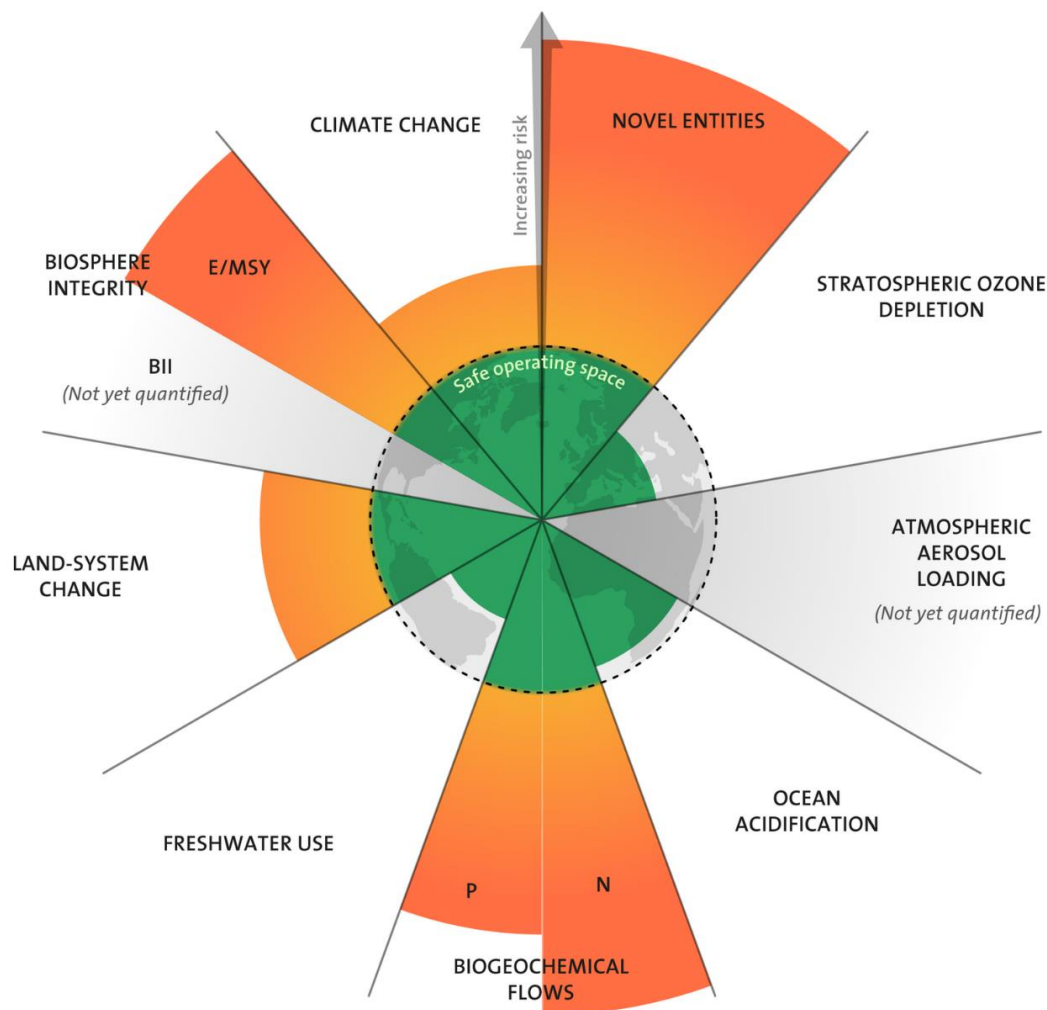 CLIMATE CHANGE
Increasing risk
NOVEL ENTITIES
BIOSPHERE
INTEGRITY
E/MSY
STRATOSPHERIC OZONE
DEPLETION
BII
(Not yet quantified)
Safe operating space
LAND-SYSTEM
CHANGE
ATMOSPHERIC
AEROSOL
LOADING
(Not yet quantified)
FRESHWATER USE
OCEAN
ACIDIFICATION
P
N
BIOGEOCHEMICAL
FLOWS